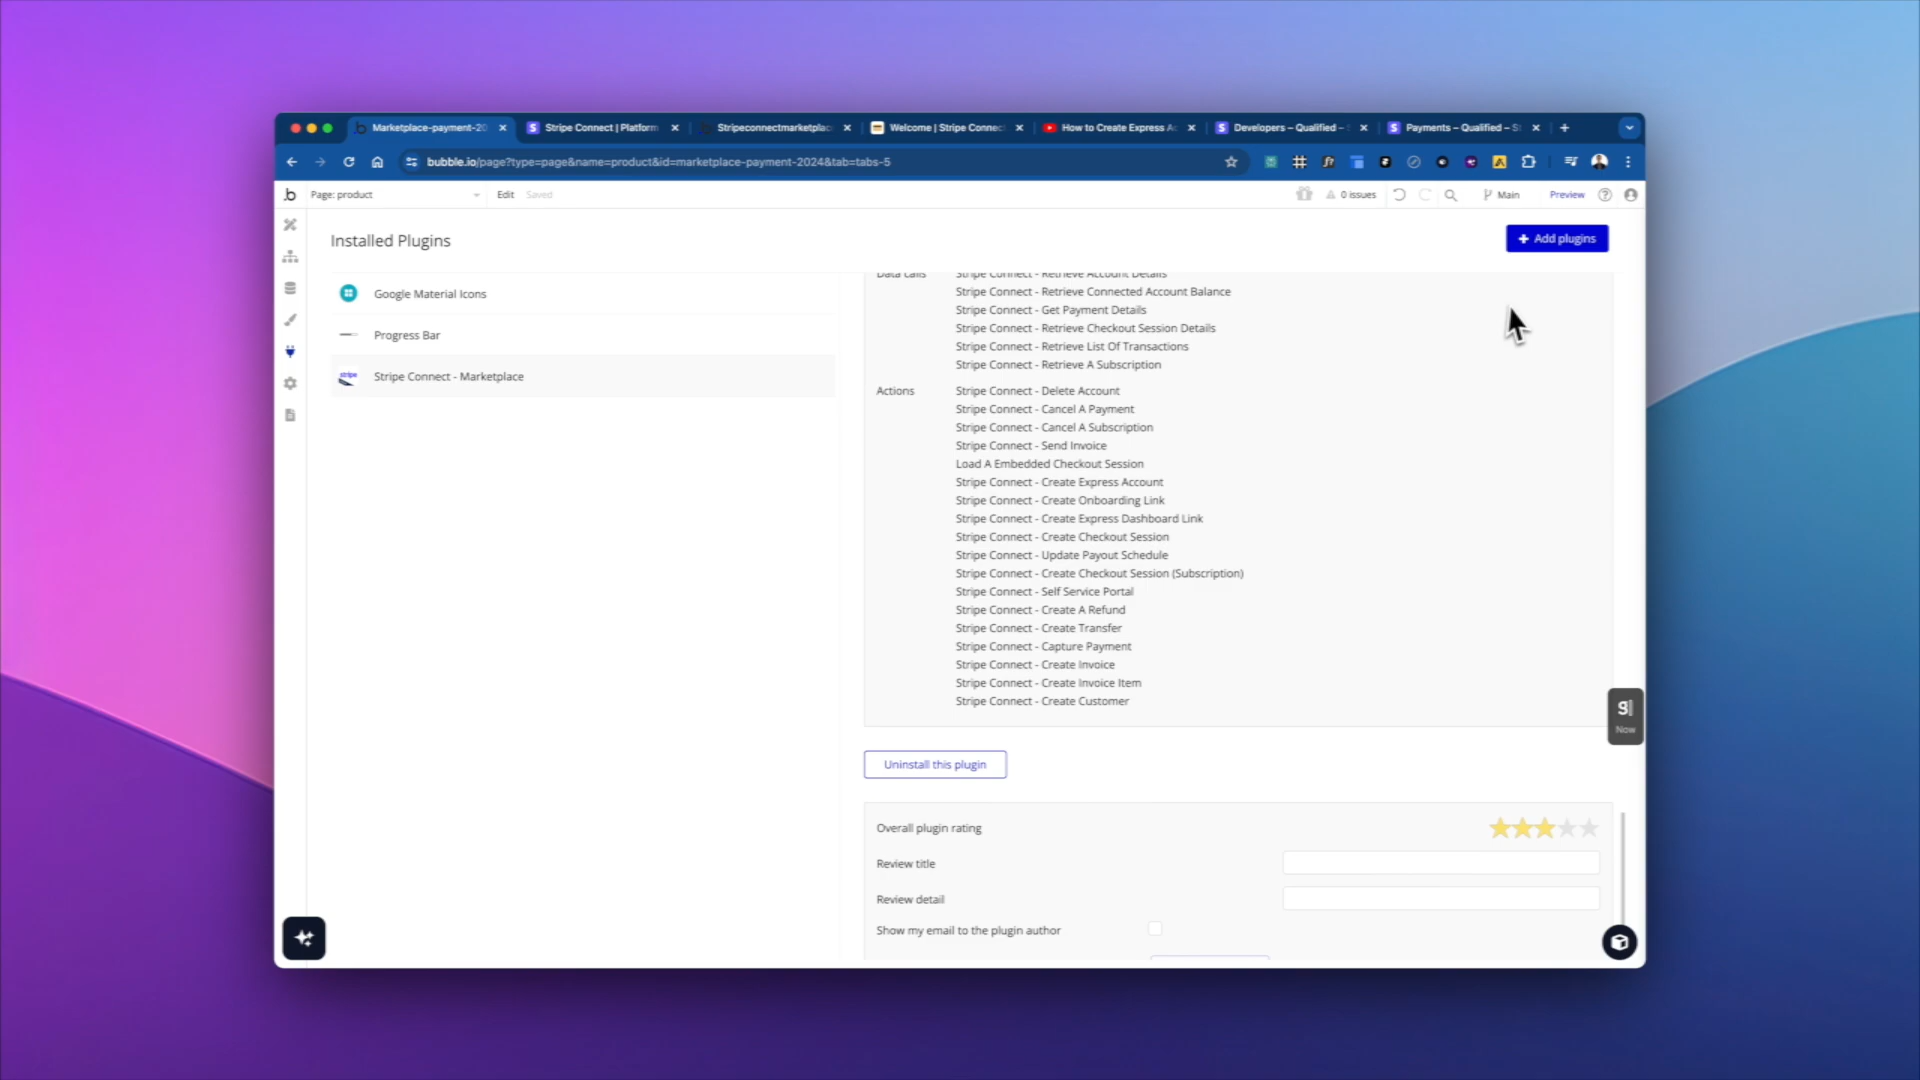 Marketplace-payment-20
Stripe Connect | Platform
Stripeconnectmarketplac
Welcome | Stripe Connec
How to Create Express Ac
Developers – Qualified –
Payments – Qualified – S
bubble.io/page?type=page&name=product&id=marketplace-payment-2024&tab=tabs-5
Page: product
Edit
Saved
0 issues
Main
Preview
Installed Plugins
+ Add plugins
Google Material Icons
Progress Bar
stripe
Stripe Connect - Marketplace
Data calls
Stripe Connect - Retrieve Account Details
Stripe Connect - Retrieve Connected Account Balance
Stripe Connect - Get Payment Details
Stripe Connect - Retrieve Checkout Session Details
Stripe Connect - Retrieve List Of Transactions
Stripe Connect - Retrieve A Subscription
Actions
Stripe Connect - Delete Account
Stripe Connect - Cancel A Payment
Stripe Connect - Cancel A Subscription
Stripe Connect - Send Invoice
Load A Embedded Checkout Session
Stripe Connect - Create Express Account
Stripe Connect - Create Onboarding Link
Stripe Connect - Create Express Dashboard Link
Stripe Connect - Create Checkout Session
Stripe Connect - Update Payout Schedule
Stripe Connect - Create Checkout Session (Subscription)
Stripe Connect - Self Service Portal
Stripe Connect - Create A Refund
Stripe Connect - Create Transfer
Stripe Connect - Capture Payment
Stripe Connect - Create Invoice
Stripe Connect - Create Invoice Item
Stripe Connect - Create Customer
Now
Uninstall this plugin
Overall plugin rating
Review title
Review detail
Show my email to the plugin author